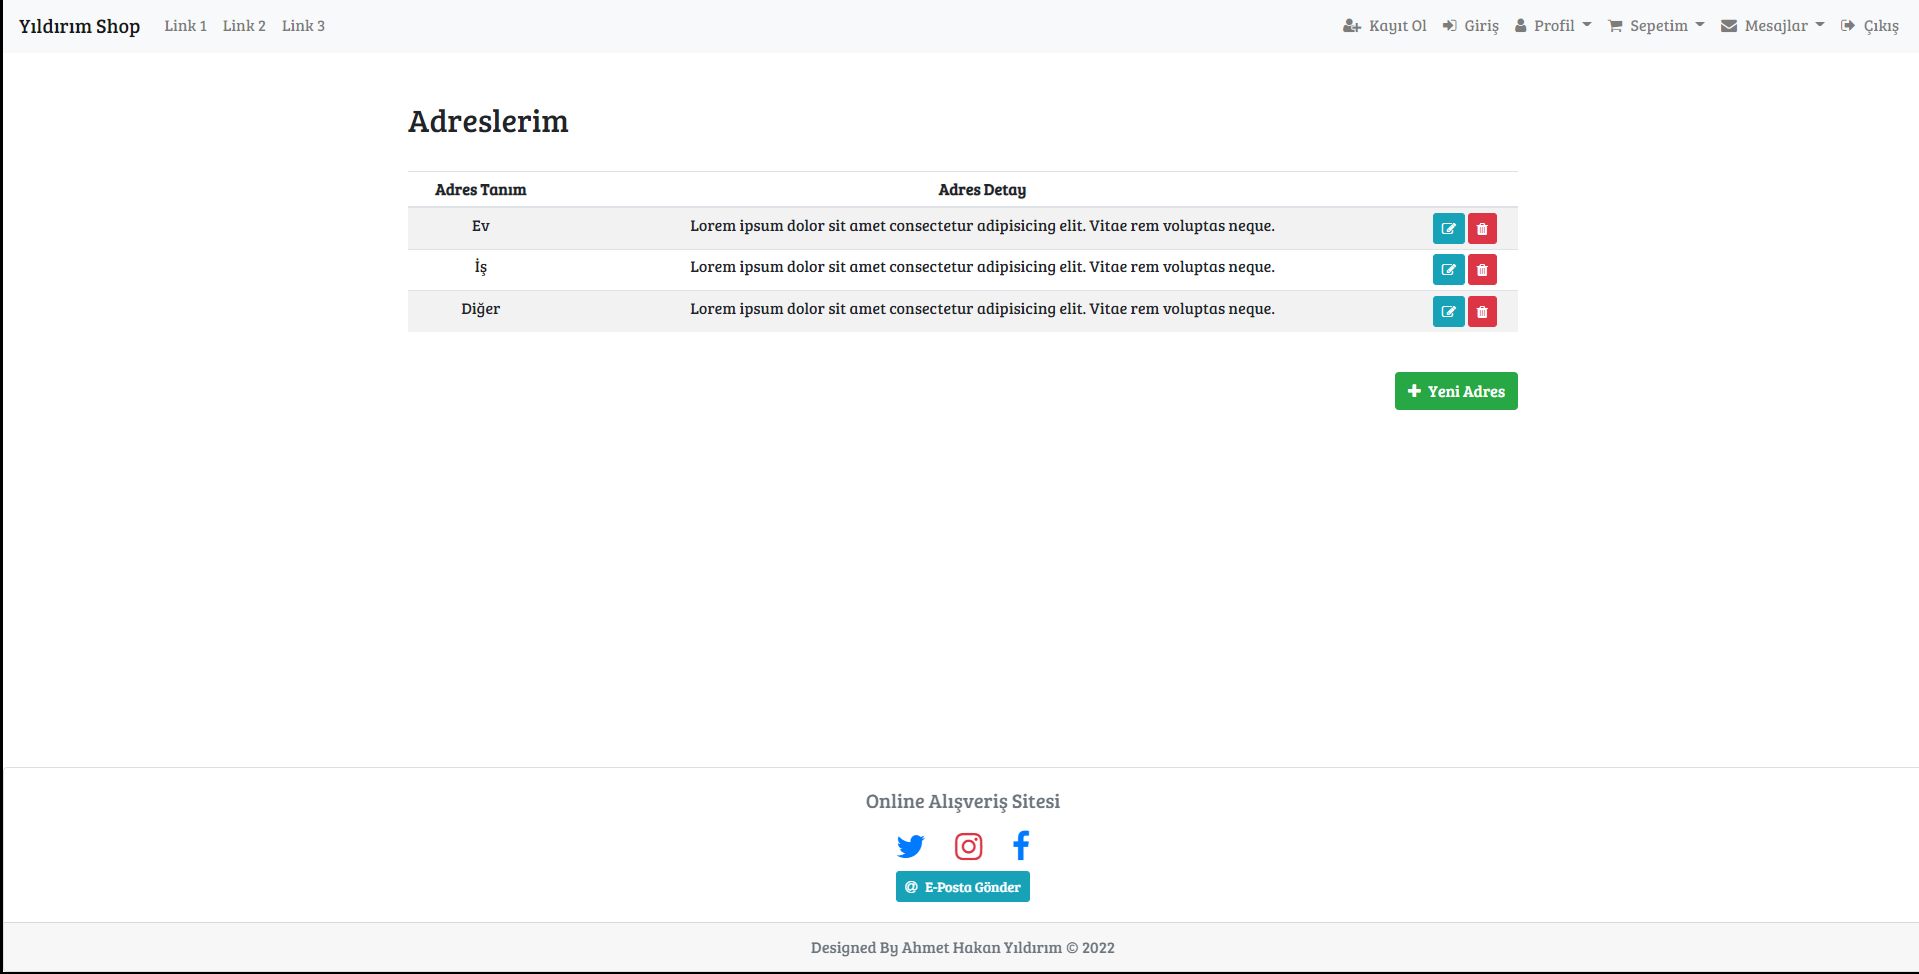 Yıldırım Shop Link 1 Link 2 Link 3 Kayıt Ol Giriş Profil Sepetim Mesajlar Çıkış
Adreslerim
Adres Tanım Adres Detay
Ev Lorem ipsum dolor sit amet consectetur adipisicing elit. Vitae rem voluptas neque.
İş Lorem ipsum dolor sit amet consectetur adipisicing elit. Vitae rem voluptas neque.
Diğer Lorem ipsum dolor sit amet consectetur adipisicing elit. Vitae rem voluptas neque.
Yeni Adres
Online Alışveriş Sitesi
@ E-Posta Gönder
Designed By Ahmet Hakan Yıldırım © 2022